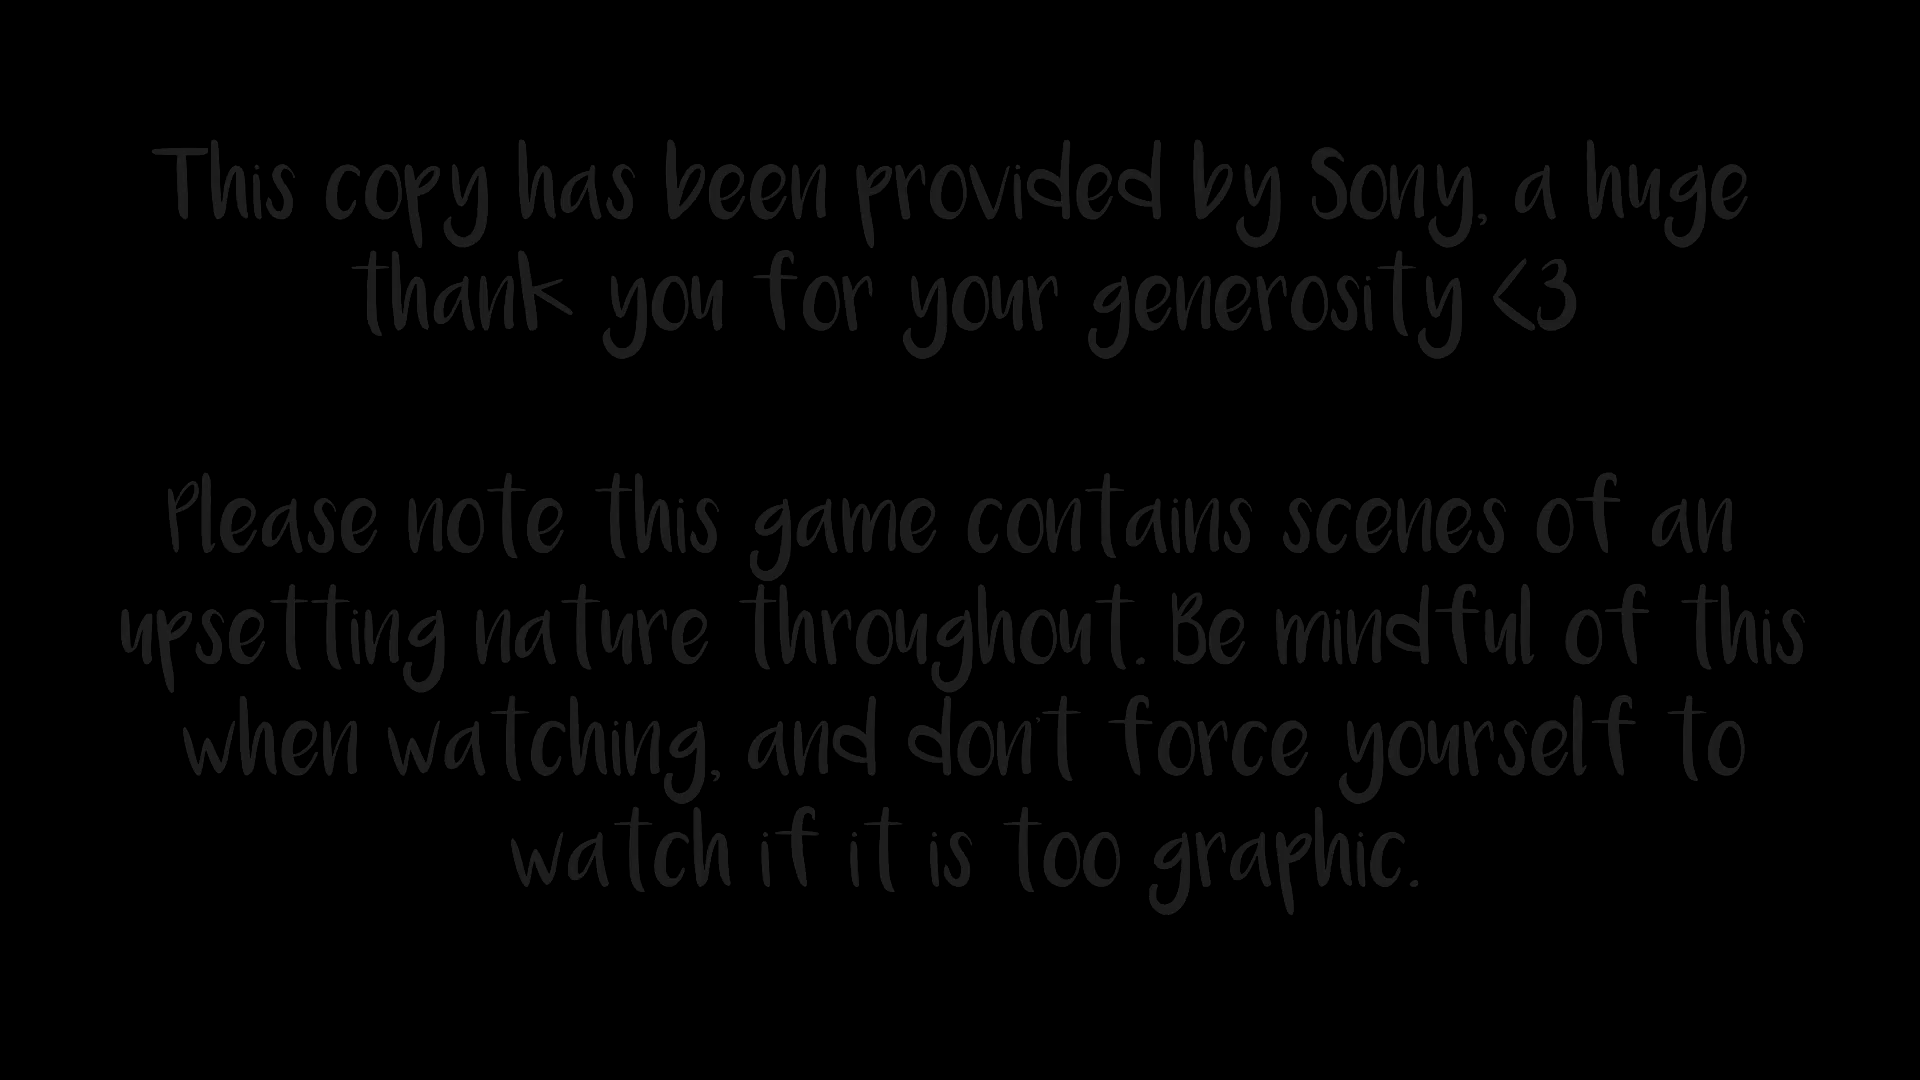 This copy has been provided by Sony, a huge
thank you for your generosity <3
Please note this game contains scenes of an
upsetting nature throughout. Be mindful of this
when watching, and don't force yourself to
watch if it is too graphic.